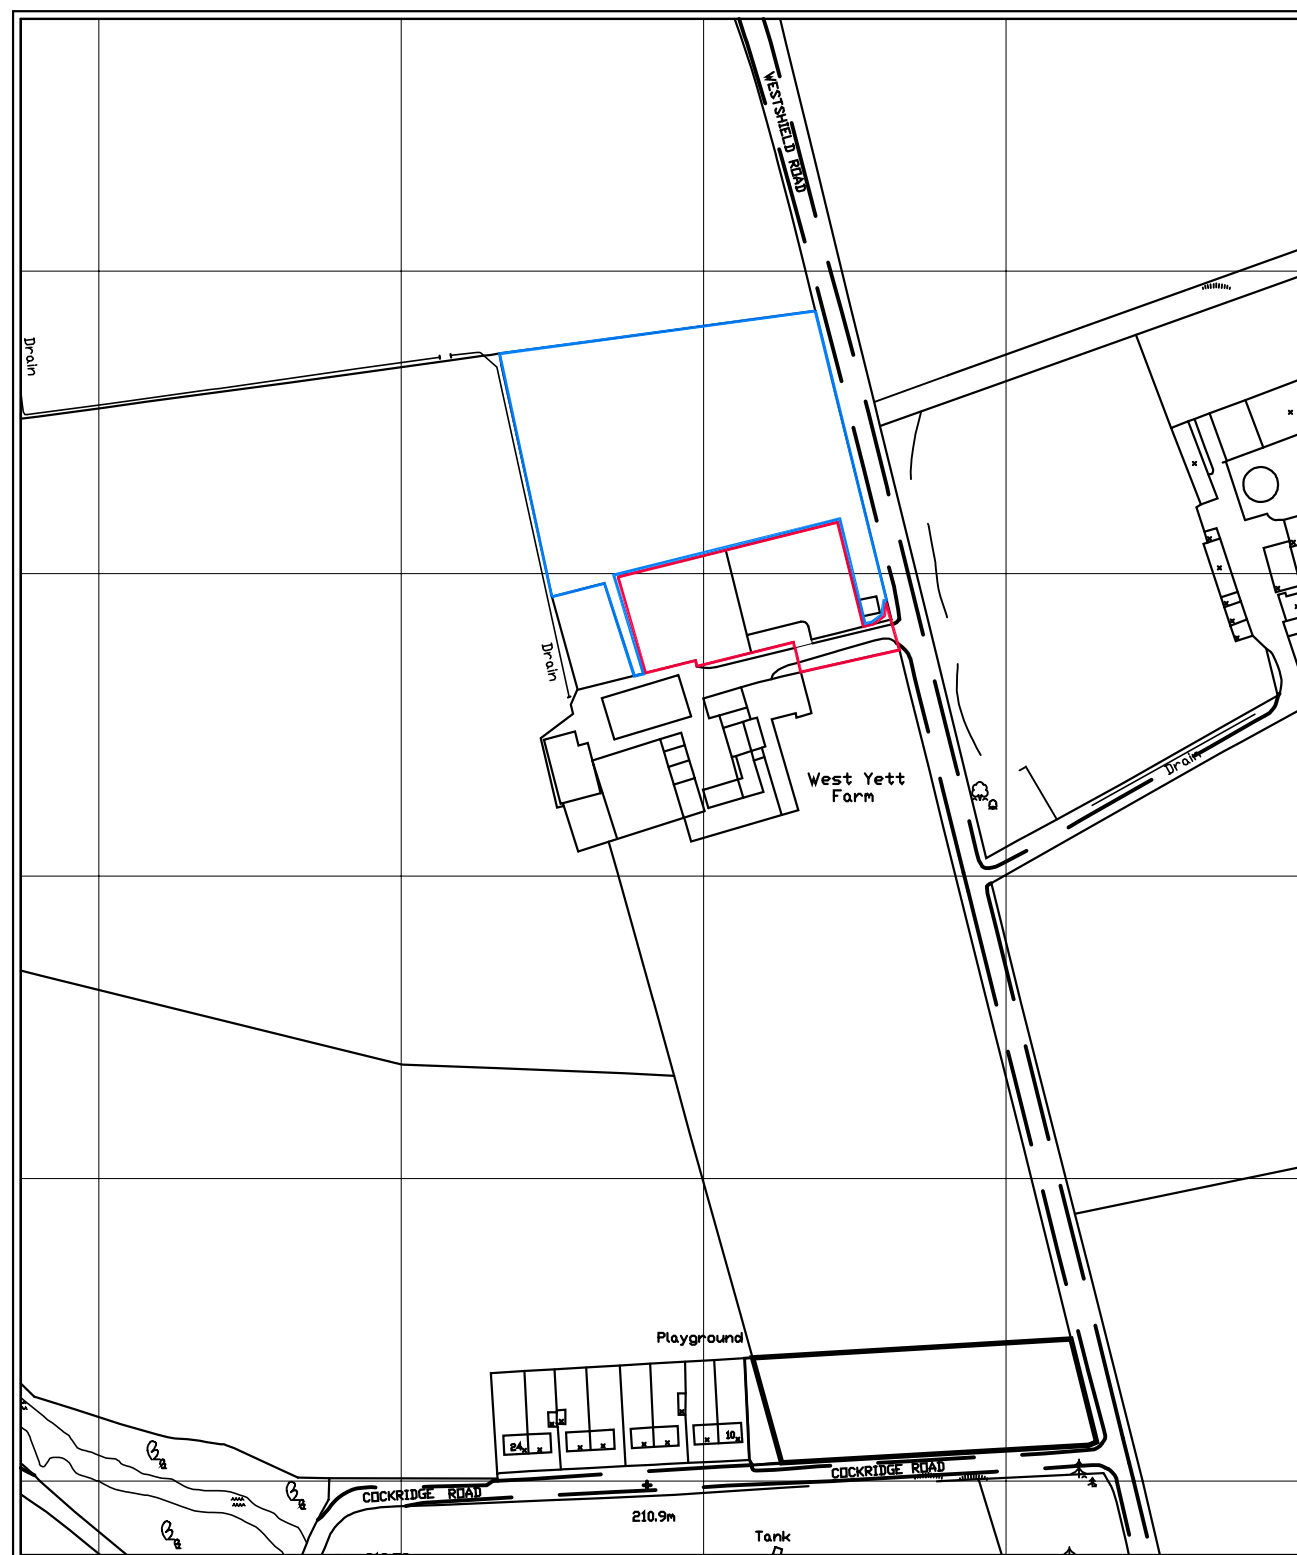 WESTSHIELD ROAD
Drain
Drain
West Yett
Farm
Drain
Playground
24
10
COCKRIDGE ROAD
COCKRIDGE ROAD
210.9m
Tank